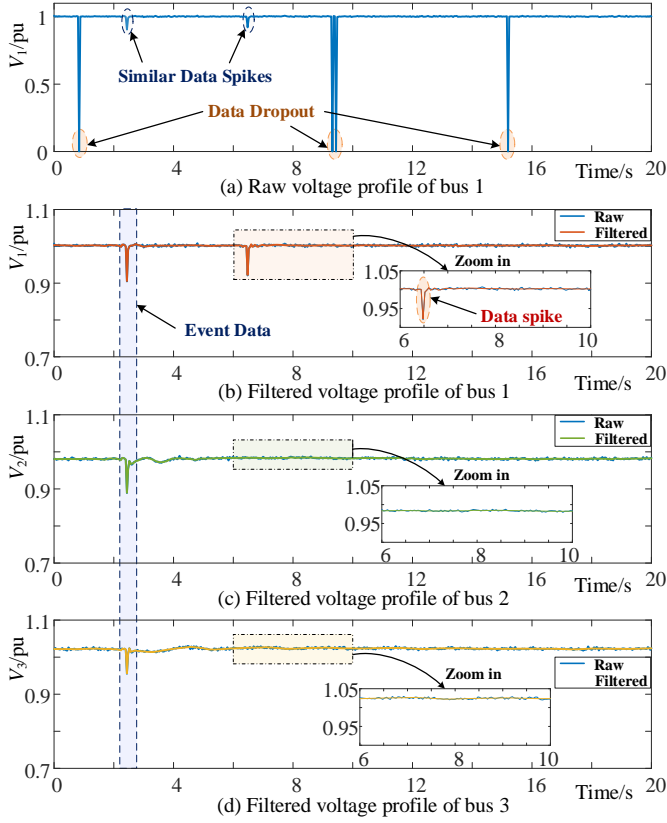 1
V1/pu
Similar Data Spikes
0.5
Data Dropout
0
0 4 8 12 16 20
Time/s
(a) Raw voltage profile of bus 1
1.1
V1/pu
Raw
Filtered
Zoom in
0.9
1.05
0.95
Data spike
6 7 8 9 10
Event Data
0.7
0 4 8 12 16 20
Time/s
(b) Filtered voltage profile of bus 1
1.1
V2/pu
Raw
Filtered
Zoom in
0.9
1.05
0.95
6 7 8 9 10
0.7
0 4 8 12 16 20
Time/s
(c) Filtered voltage profile of bus 2
1.1
V3/pu
Raw
Filtered
Zoom in
0.9
1.05
0.95
6 7 8 9 10
0.7
0 4 8 12 16 20
Time/s
(d) Filtered voltage profile of bus 3